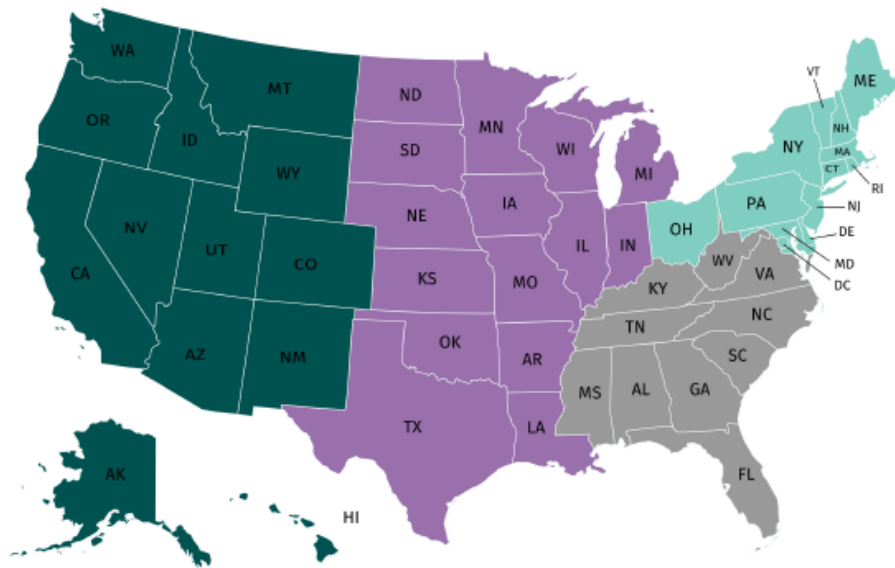 WA
MT
ND
MN
VT
ME
OR
ID
SD
WI
MI
NY
NH
MA
CT
RI
WY
NE
IA
PA
NJ
NV
UT
CO
IL
IN
OH
DE
MD
DC
CA
KS
MO
KY
WV
VA
AZ
NM
OK
AR
TN
NC
SC
TX
LA
MS
AL
GA
FL
AK
HI